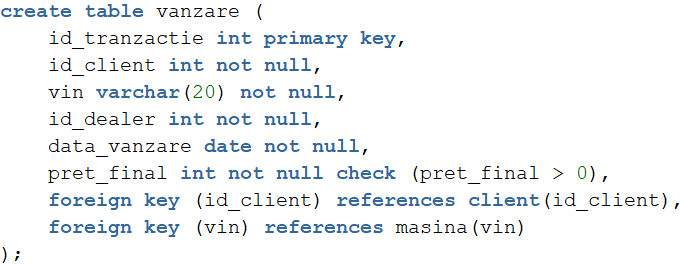 create table vanzare (
    id_tranzactie int primary key,
    id_client int not null,
    vin varchar(20) not null,
    id_dealer int not null,
    data_vanzare date not null,
    pret_final int not null check (pret_final > 0),
    foreign key (id_client) references client(id_client),
    foreign key (vin) references masina(vin)
);